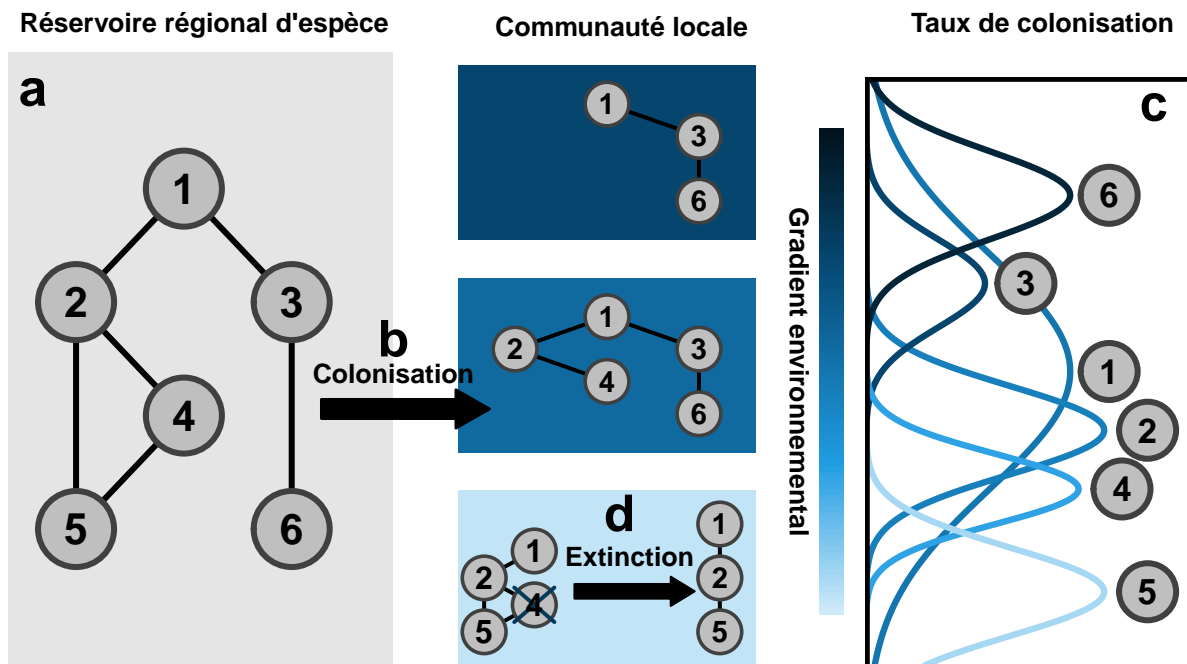 Réservoire régional d'espèce
Communauté locale
Taux de colonisation
a
1
2
3
4
5
6
b
Colonisation
1
3
6
1
2
3
4
6
d
Extinction
1
2
4
5
1
2
5
Gradient environnemental
c
6
3
1
2
4
5